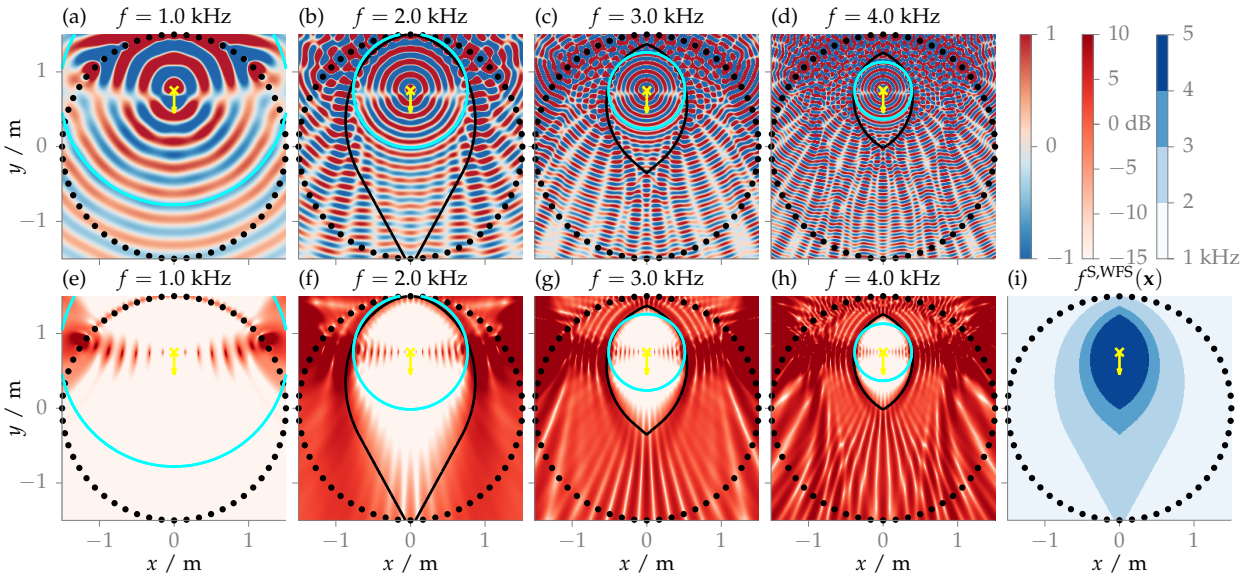 (a) f = 1.0 kHz (b) f = 2.0 kHz (c) f = 3.0 kHz (d) f = 4.0 kHz
1 10 5
1 5 4
y / m 0 0 0 dB
−5 3
−1 −10 2
−1 −15 1 kHz
(e) f = 1.0 kHz (f) f = 2.0 kHz (g) f = 3.0 kHz (h) f = 4.0 kHz (i) f^{S,WFS}(x)
1
y / m 0
−1
−1 0 1 −1 0 1 −1 0 1 −1 0 1 −1 0 1
x / m x / m x / m x / m x / m